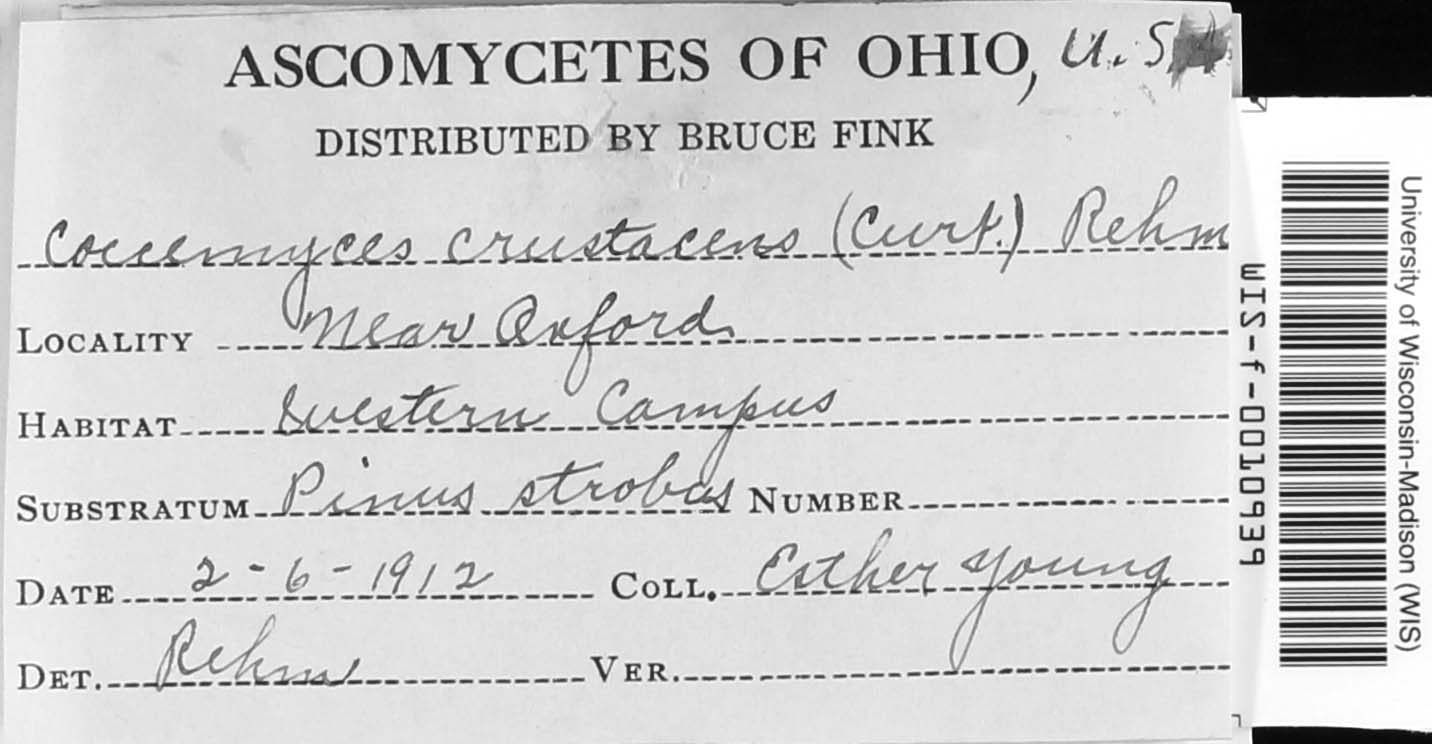 ASCOMYCETES OF OHIO, U.S.
DISTRIBUTED BY BRUCE FINK
Coccomyces crustaceus (Curt.) Rehm
LOCALITY Near Oxford
HABITAT Western Campus
SUBSTRATUM Pinus strobus NUMBER
DATE 2-6-1912 COLL. Esther Young
DET. Rehm VER.
WIS-f-0010939
University of Wisconsin-Madison (WIS)